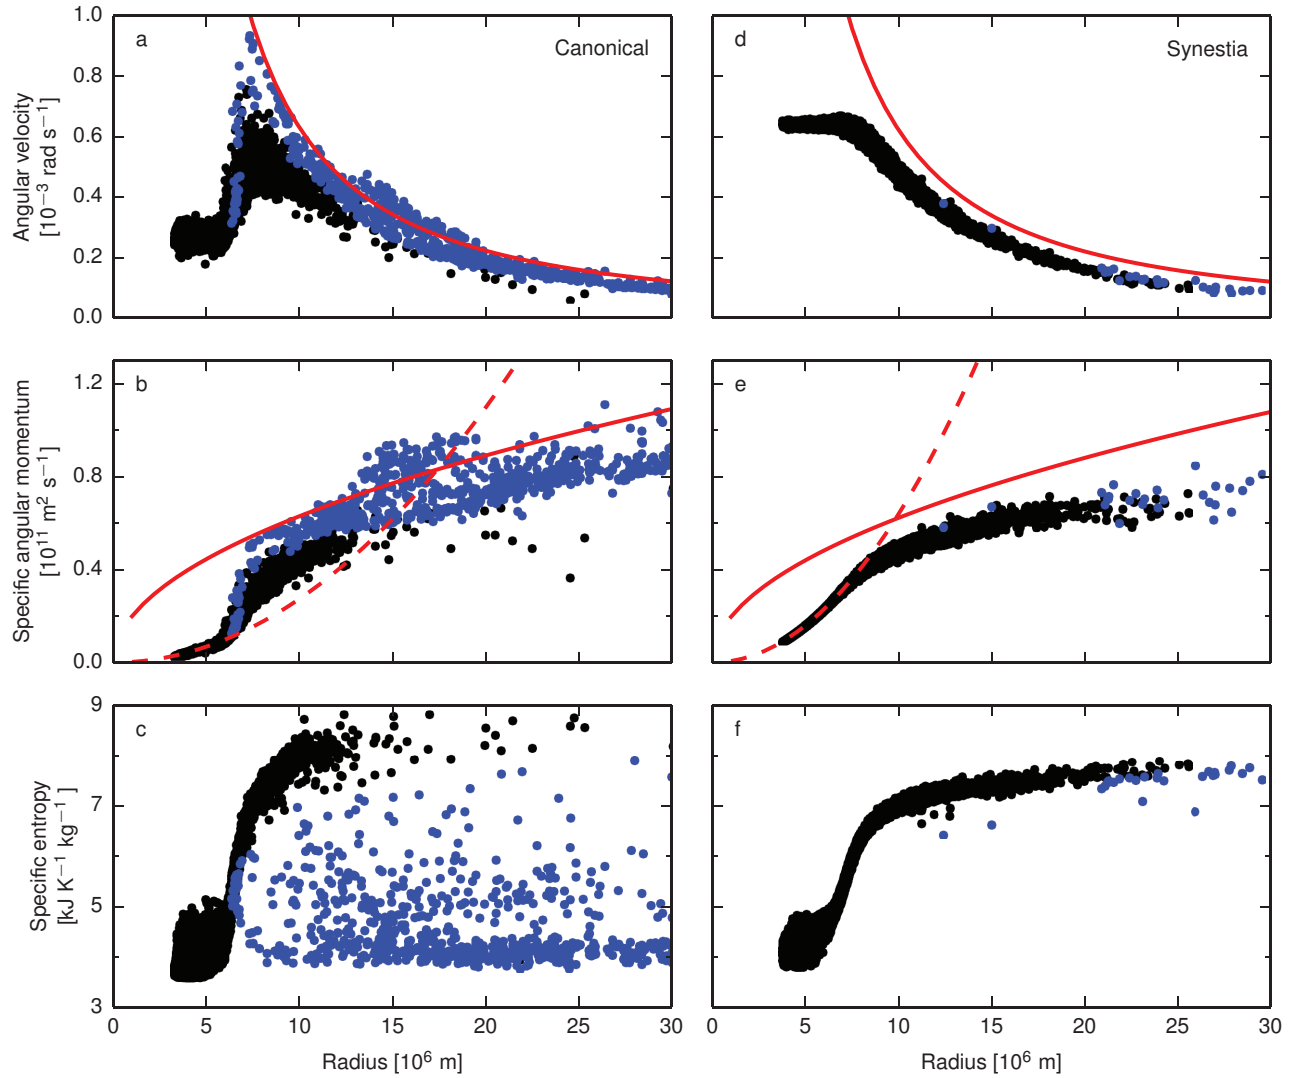 a
Canonical
1.0
0.8
0.6
0.4
0.2
0.0
Angular velocity
[10⁻³ rad s⁻¹]
d
Synestia
b
1.2
0.8
0.4
0.0
Specific angular momentum
[10¹¹ m² s⁻¹]
e
c
9
7
5
3
Specific entropy
[kJ K⁻¹ kg⁻¹ ]
f
0 5 10 15 20 25 30
Radius [10⁶ m]
0 5 10 15 20 25 30
Radius [10⁶ m]